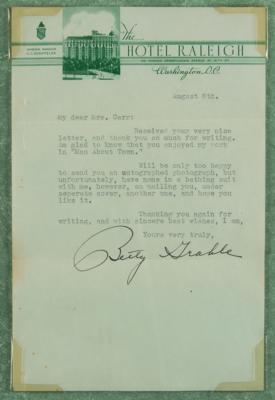 The
HOTEL RALEIGH
Washington, D.C.
August 8th.
My dear Mrs. Carr:
Received your very nice
letter, and thank you so much for writing.
Am glad to know that you enjoyed my work
in "Man About Town."
Will be only too happy
to send you an autographed photograph, but
unfortunately, have none in a bathing suit
with me, however, am mailing you, under
seperate cover, another one, and hope you
like it.
Thanking you again for
writing, and with sincere best wishes, I am,
Yours very truly,
Betty Grable